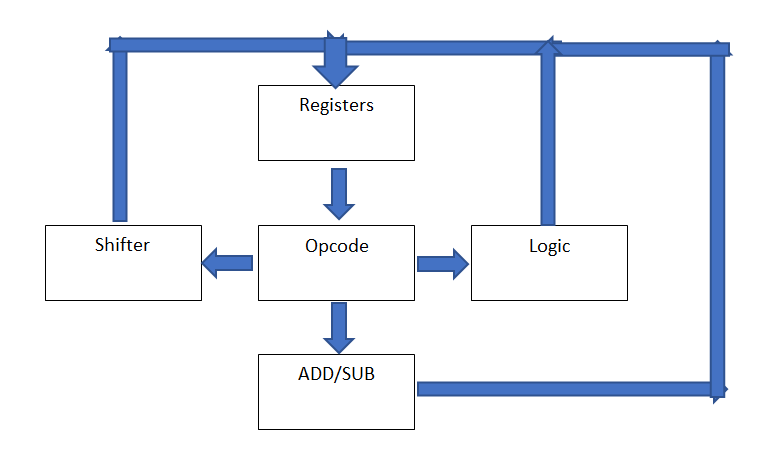 Registers
Shifter
Opcode
Logic
ADD/SUB